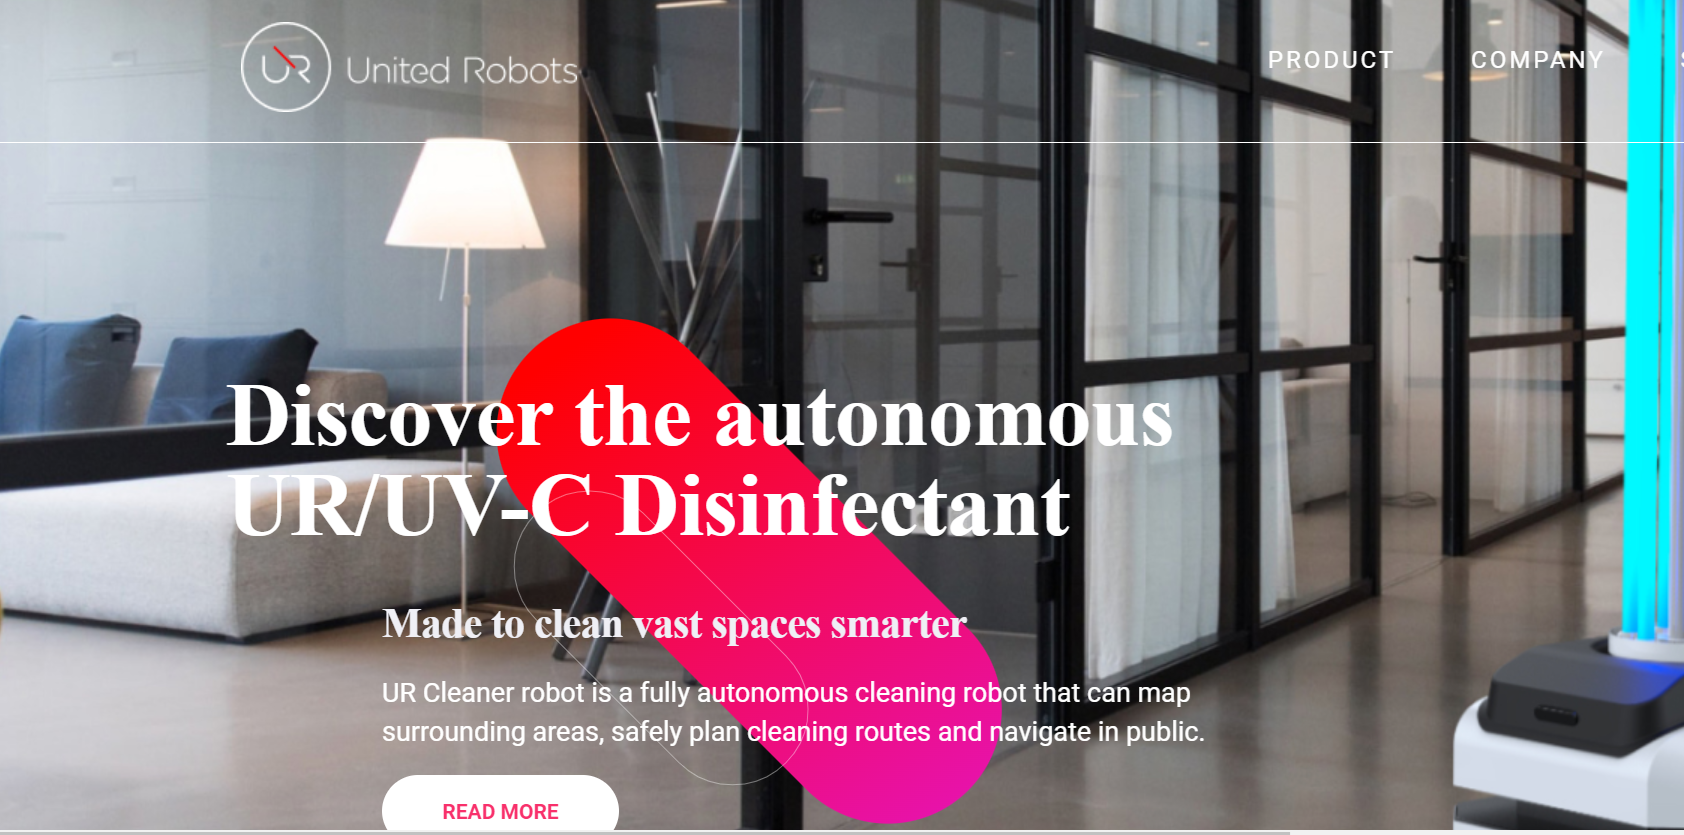 UR United Robots
PRODUCT
COMPANY
Discover the autonomous
UR/UV-C Disinfectant
Made to clean vast spaces smarter
UR Cleaner robot is a fully autonomous cleaning robot that can map
surrounding areas, safely plan cleaning routes and navigate in public.
READ MORE